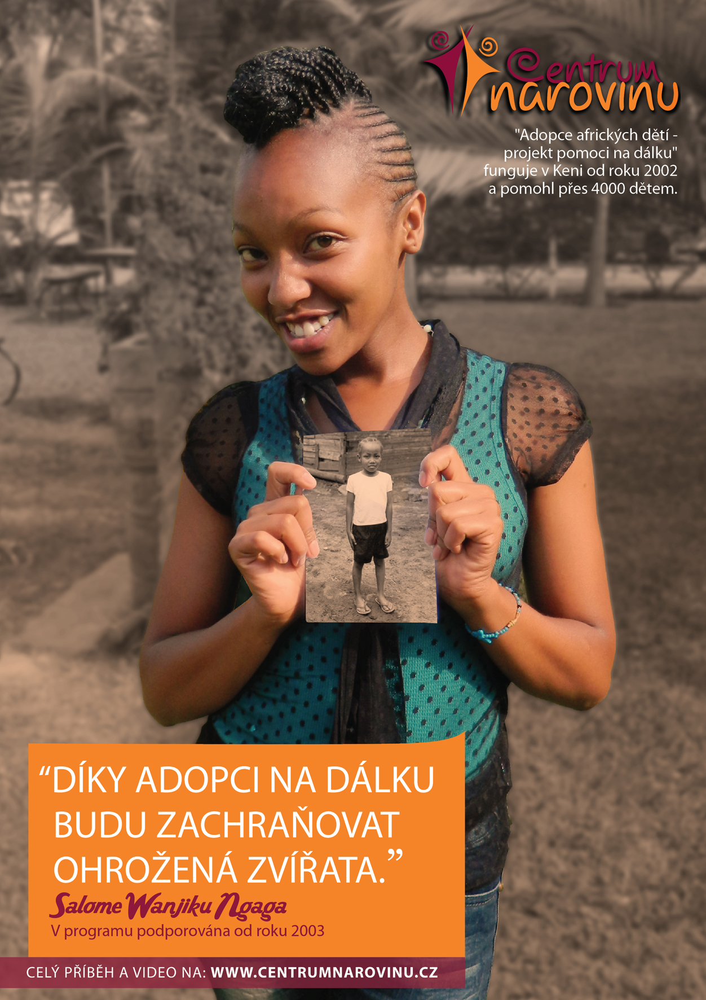 Centrum
narovinu
"Adopce afrických dětí -
projekt pomoci na dálku"
funguje v Keni od roku 2002
a pomohl přes 4000 dětem.
“DÍKY ADOPCI NA DÁLKU
BUDU ZACHRAŇOVAT
OHROŽENÁ ZVÍŘATA.”
Salome Wanjiku Ngaga
V programu podporována od roku 2003
CELÝ PŘÍBĚH A VIDEO NA: WWW.CENTRUMNAROVINU.CZ